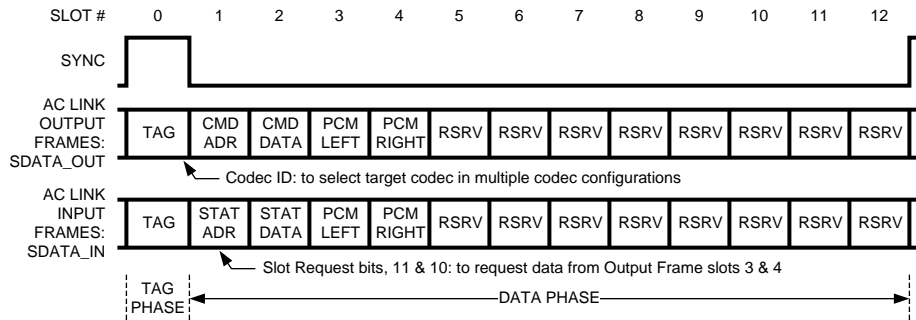 SLOT # 0 1 2 3 4 5 6 7 8 9 10 11 12
SYNC
AC LINK
OUTPUT
FRAMES:
SDATA_OUT
TAG
CMD
ADR
CMD
DATA
PCM
LEFT
PCM
RIGHT
RSRV RSRV RSRV RSRV RSRV RSRV RSRV RSRV
Codec ID: to select target codec in multiple codec configurations
AC LINK
INPUT
FRAMES:
SDATA_IN
TAG
STAT
ADR
STAT
DATA
PCM
LEFT
PCM
RIGHT
RSRV RSRV RSRV RSRV RSRV RSRV RSRV RSRV
Slot Request bits, 11 & 10: to request data from Output Frame slots 3 & 4
TAG
PHASE
DATA PHASE